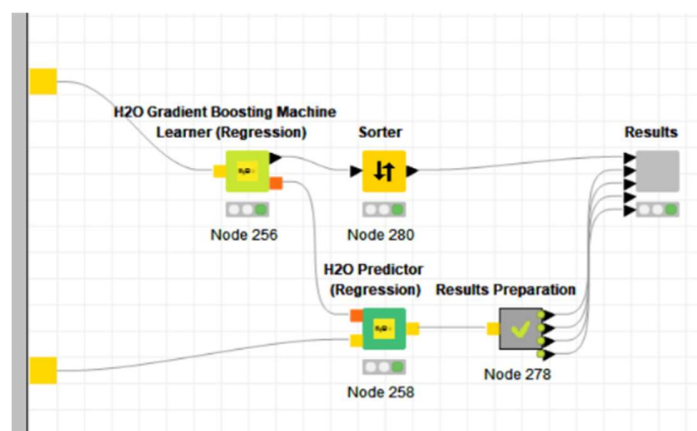 H2O Gradient Boosting Machine
Learner (Regression)
Sorter
Results
Node 256
Node 280
H2O Predictor
(Regression)
Results Preparation
Node 258
Node 278